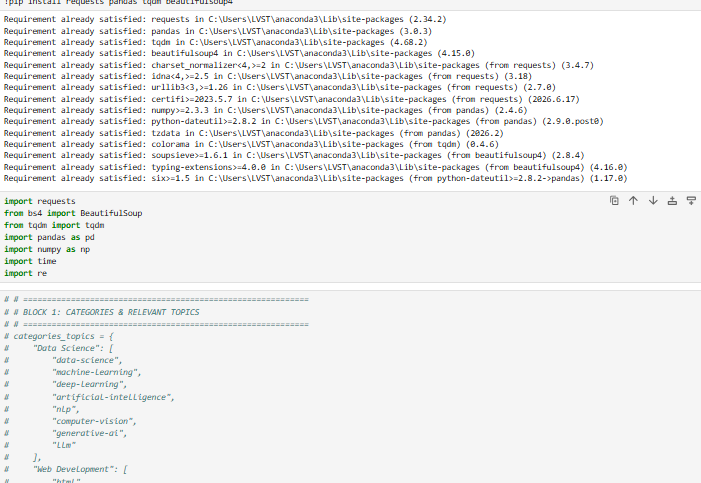 !pip install requests pandas tqdm beautifulsoup4
Requirement already satisfied: requests in C:\Users\LVST\anaconda3\Lib\site-packages (2.34.2)
Requirement already satisfied: pandas in C:\Users\LVST\anaconda3\Lib\site-packages (3.0.3)
Requirement already satisfied: tqdm in C:\Users\LVST\anaconda3\Lib\site-packages (4.68.2)
Requirement already satisfied: beautifulsoup4 in C:\Users\LVST\anaconda3\Lib\site-packages (4.15.0)
Requirement already satisfied: charset_normalizer<4,>=2 in C:\Users\LVST\anaconda3\Lib\site-packages (from requests) (3.4.7)
Requirement already satisfied: idna<4,>=2.5 in C:\Users\LVST\anaconda3\Lib\site-packages (from requests) (3.18)
Requirement already satisfied: urllib3<3,>=1.26 in C:\Users\LVST\anaconda3\Lib\site-packages (from requests) (2.7.0)
Requirement already satisfied: certifi>=2023.5.7 in C:\Users\LVST\anaconda3\Lib\site-packages (from requests) (2026.6.17)
Requirement already satisfied: numpy>=2.3.3 in C:\Users\LVST\anaconda3\Lib\site-packages (from pandas) (2.4.6)
Requirement already satisfied: python-dateutil>=2.8.2 in C:\Users\LVST\anaconda3\Lib\site-packages (from pandas) (2.9.0.post0)
Requirement already satisfied: tzdata in C:\Users\LVST\anaconda3\Lib\site-packages (from pandas) (2026.2)
Requirement already satisfied: colorama in C:\Users\LVST\anaconda3\Lib\site-packages (from tqdm) (0.4.6)
Requirement already satisfied: soupsieve>=1.6.1 in C:\Users\LVST\anaconda3\Lib\site-packages (from beautifulsoup4) (2.8.4)
Requirement already satisfied: typing-extensions>=4.0.0 in C:\Users\LVST\anaconda3\Lib\site-packages (from beautifulsoup4) (4.16.0)
Requirement already satisfied: six>=1.5 in C:\Users\LVST\anaconda3\Lib\site-packages (from python-dateutil>=2.8.2->pandas) (1.17.0)
import requests
from bs4 import BeautifulSoup
from tqdm import tqdm
import pandas as pd
import numpy as np
import time
import re
# # ============================================================
# # BLOCK 1: CATEGORIES & RELEVANT TOPICS
# # ============================================================
# categories_topics = {
#     "Data Science": [
#         "data-science",
#         "machine-learning",
#         "deep-learning",
#         "artificial-intelligence",
#         "nlp",
#         "computer-vision",
#         "generative-ai",
#         "llm"
#     ],
#     "Web Development": [
#         "html"